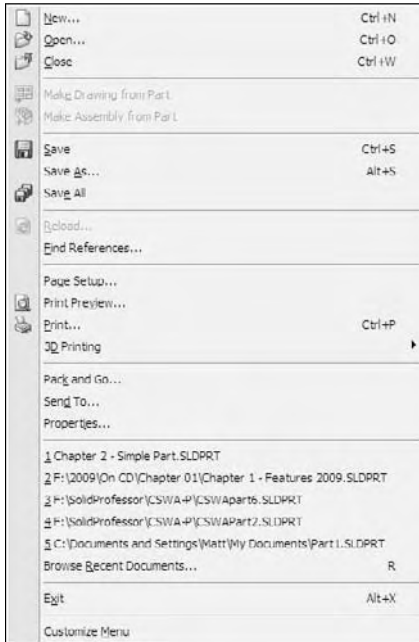 New... Ctrl+N
Open... Ctrl+O
Close Ctrl+W
Make Drawing from Part
Make Assembly from Part
Save Ctrl+S
Save As... Alt+S
Save All
Reload...
Find References...
Page Setup...
Print Preview...
Print... Ctrl+P
3D Printing
Pack and Go...
Send To...
Properties...
1 Chapter 2 - Simple Part.SLDPRT
2 F:\2009\On CD\Chapter 01\Chapter 1 - Features 2009.SLDPRT
3 F:\SolidProfessor\CSWA-P\CSWApart6.SLDPRT
4 F:\SolidProfessor\CSWA-P\CSWAPart2.SLDPRT
5 C:\Documents and Settings\Matt\My Documents\Part1.SLDPRT
Browse Recent Documents... R
Exit Alt+X
Customize Menu